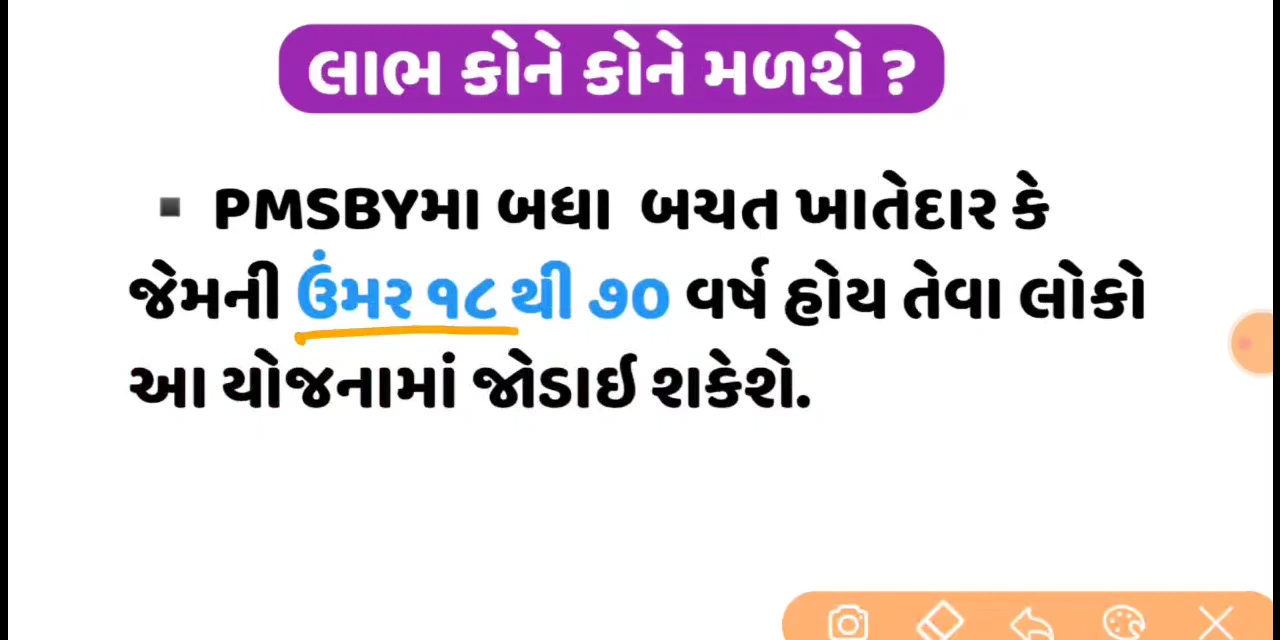 લાભ કોને કોને મળશે ?
▪ PMSBYમા બધા બચત ખાતેદાર કે
જેમની ઉંમર ૧૮ થી ૭૦ વર્ષ હોય તેવા લોકો
આ યોજનામાં જોડાઇ શકેશે.